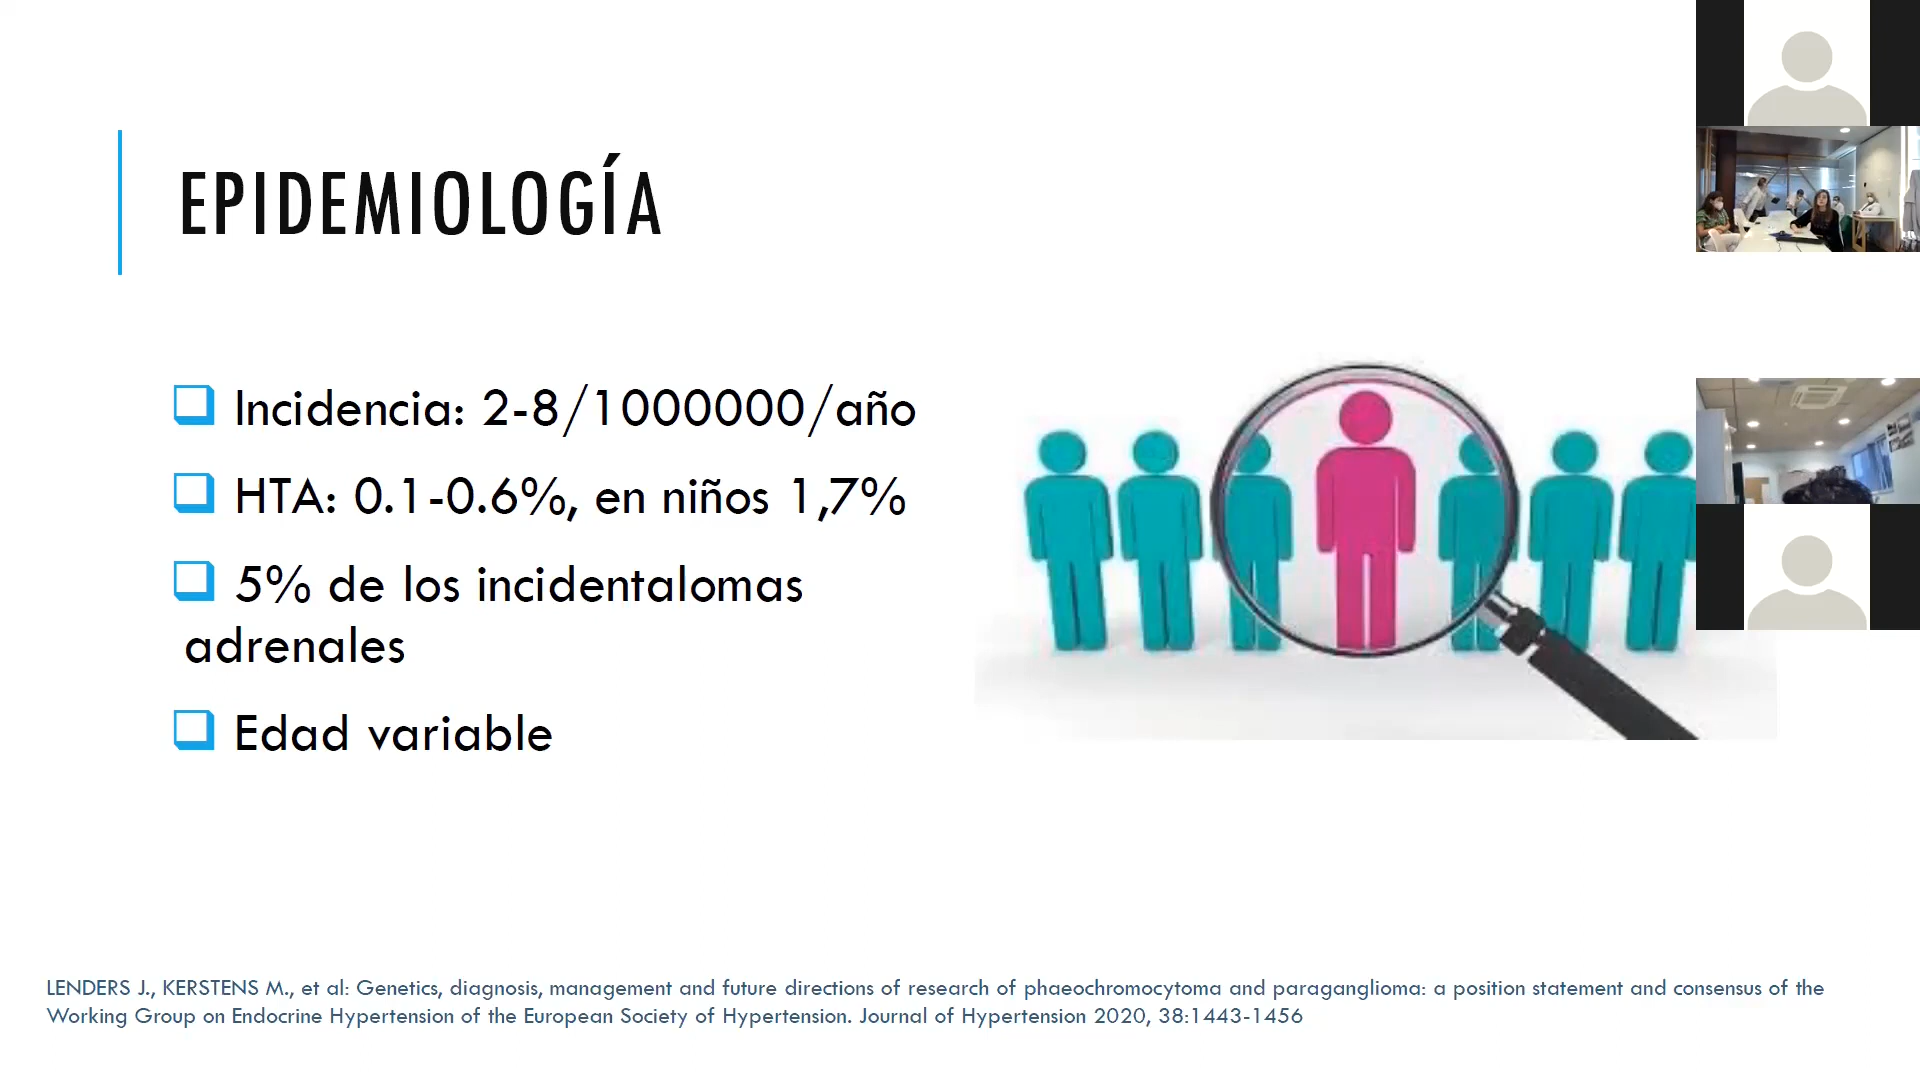 EPIDEMIOLOGÍA
Incidencia: 2-8/1000000/año
HTA: 0.1-0.6%, en niños 1,7%
5% de los incidentalomas
adrenales
Edad variable
LENDERS J., KERSTENS M., et al: Genetics, diagnosis, management and future directions of research of phaeochromocytoma and paraganglioma: a position statement and consensus of the
Working Group on Endocrine Hypertension of the European Society of Hypertension. Journal of Hypertension 2020, 38:1443-1456